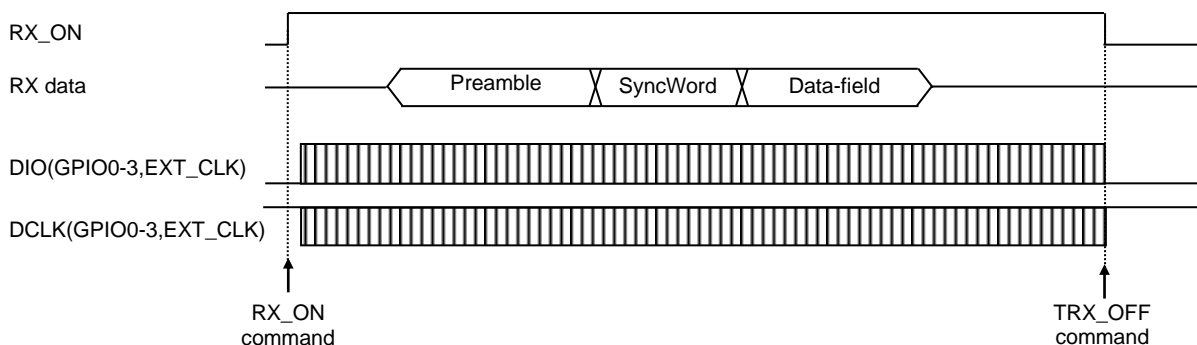 RX_ON
RX data
Preamble
SyncWord
Data-field
DIO(GPIO0-3,EXT_CLK)
DCLK(GPIO0-3,EXT_CLK)
RX_ON
command
TRX_OFF
command